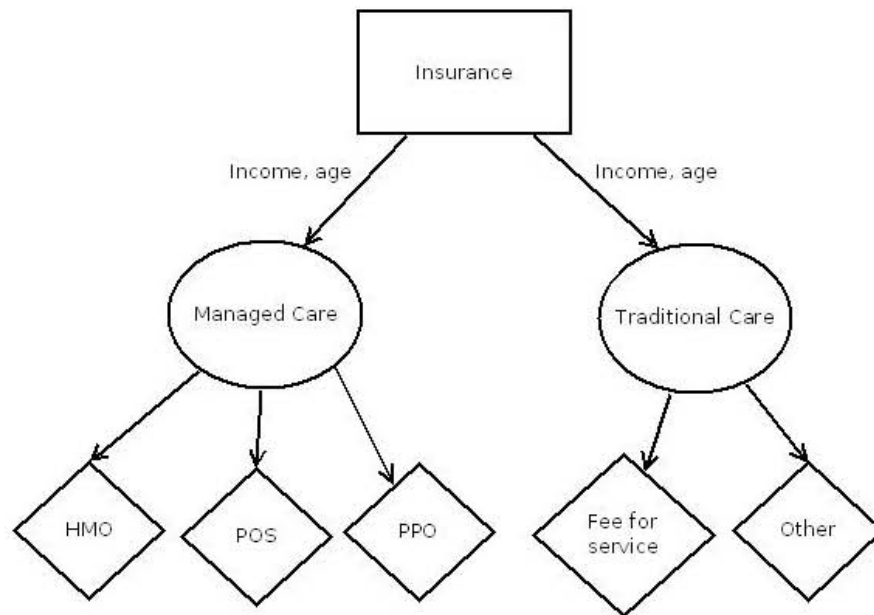 Insurance
Income, age
Income, age
Managed Care
Traditional Care
HMO
POS
PPO
Fee for
service
Other